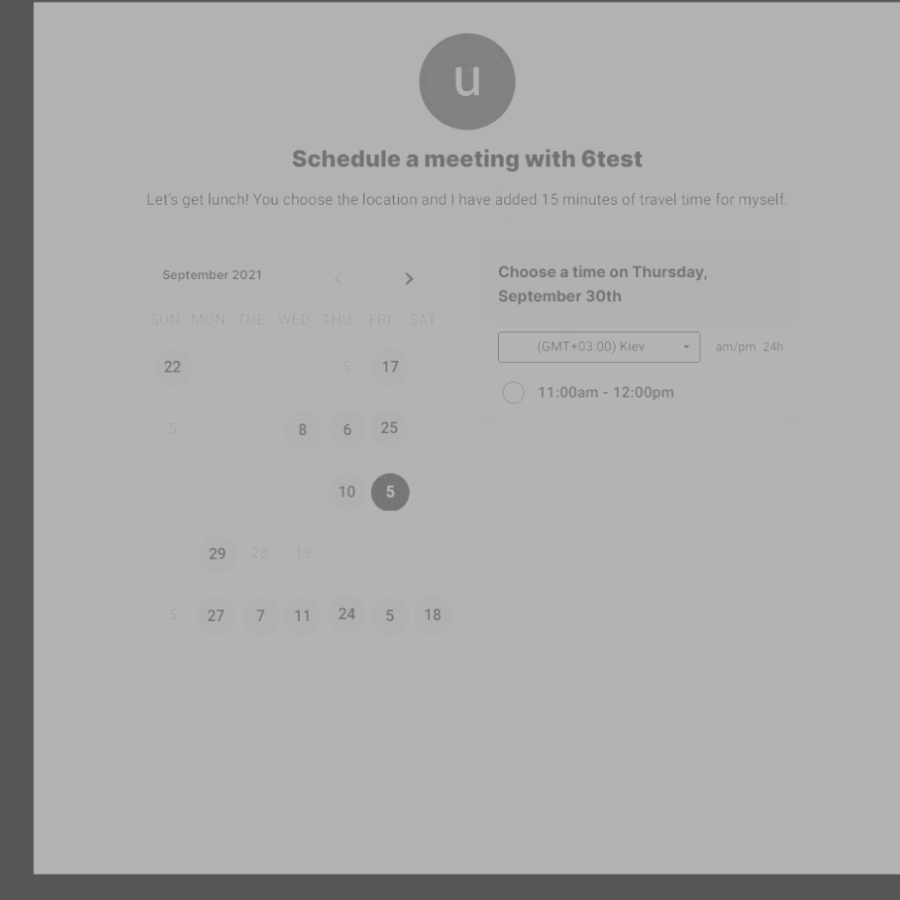 u
Schedule a meeting with 6test
Let's get lunch! You choose the location and I have added 15 minutes of travel time for myself.
September 2021
SUN MON TUE WED THU FRI SAT
22 5 17
5 8 6 25
10 5
29 28 19
5 27 7 11 24 5 18
Choose a time on Thursday,
September 30th
(GMT+03:00) Kiev am/pm 24h
11:00am - 12:00pm